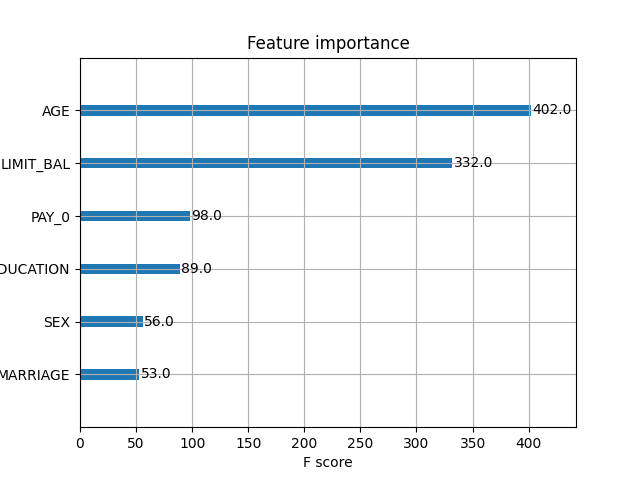 Feature importance
AGE 402.0
LIMIT_BAL 332.0
PAY_0 98.0
DUCATION 89.0
SEX 56.0
MARRIAGE 53.0
0 50 100 150 200 250 300 350 400
F score